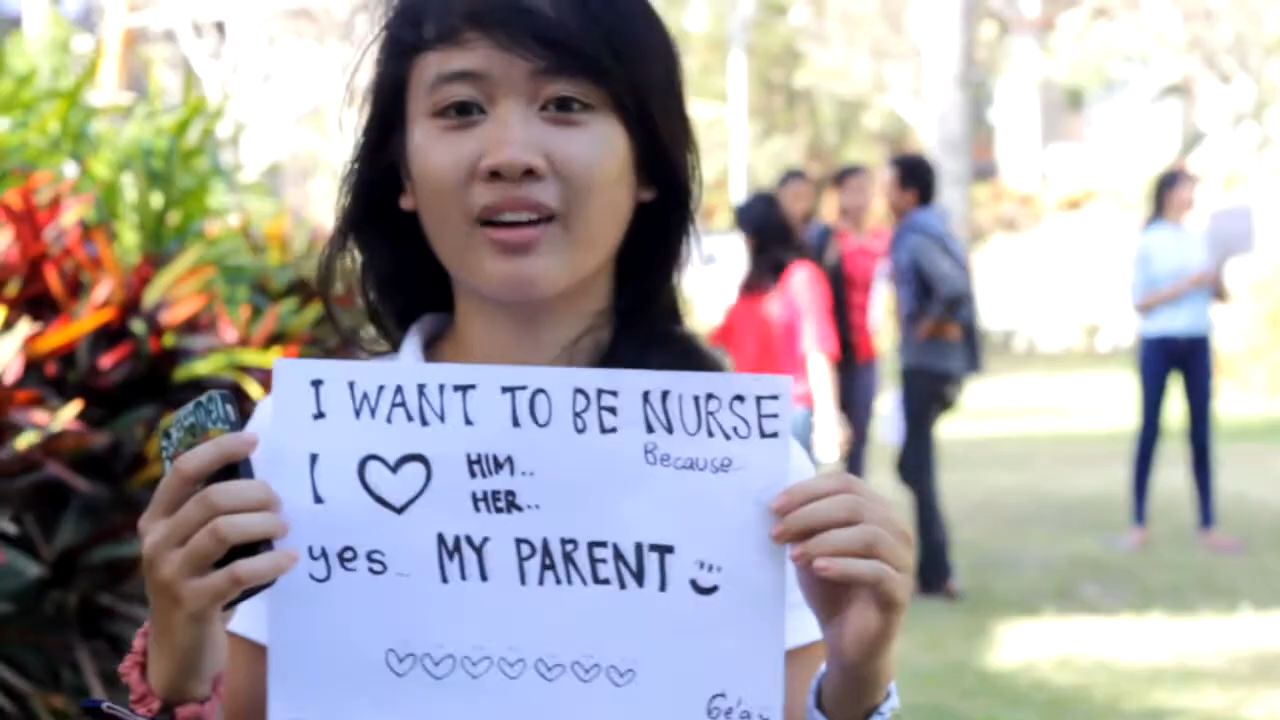 I WANT TO BE NURSE
Because...
I ♡ HIM..
HER..
yes... MY PARENT